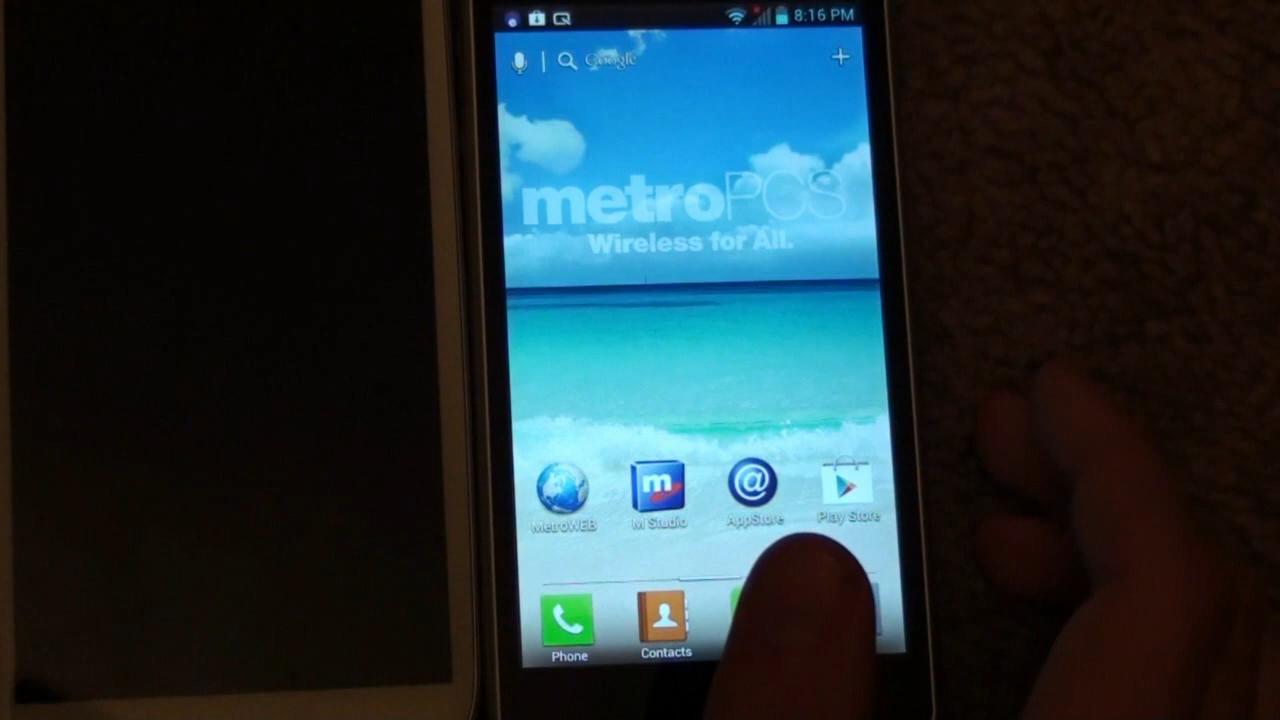 8:16 PM
Google
metroPCS
Wireless for All.
MetroWEB
M Studio
AppStore
Play Store
Phone
Contacts